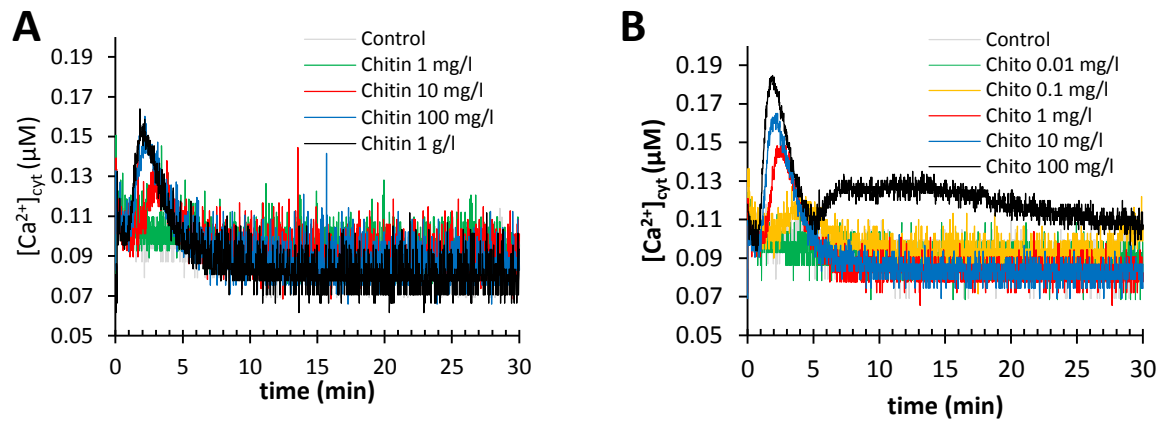 A
Control
Chitin 1 mg/l
Chitin 10 mg/l
Chitin 100 mg/l
Chitin 1 g/l
[Ca²⁺]cyt (µM)
0.19
0.17
0.15
0.13
0.11
0.09
0.07
0.05
0 5 10 15 20 25 30
time (min)
B
Control
Chito 0.01 mg/l
Chito 0.1 mg/l
Chito 1 mg/l
Chito 10 mg/l
Chito 100 mg/l
[Ca²⁺]cyt (µM)
0.19
0.17
0.15
0.13
0.11
0.09
0.07
0.05
0 5 10 15 20 25 30
time (min)